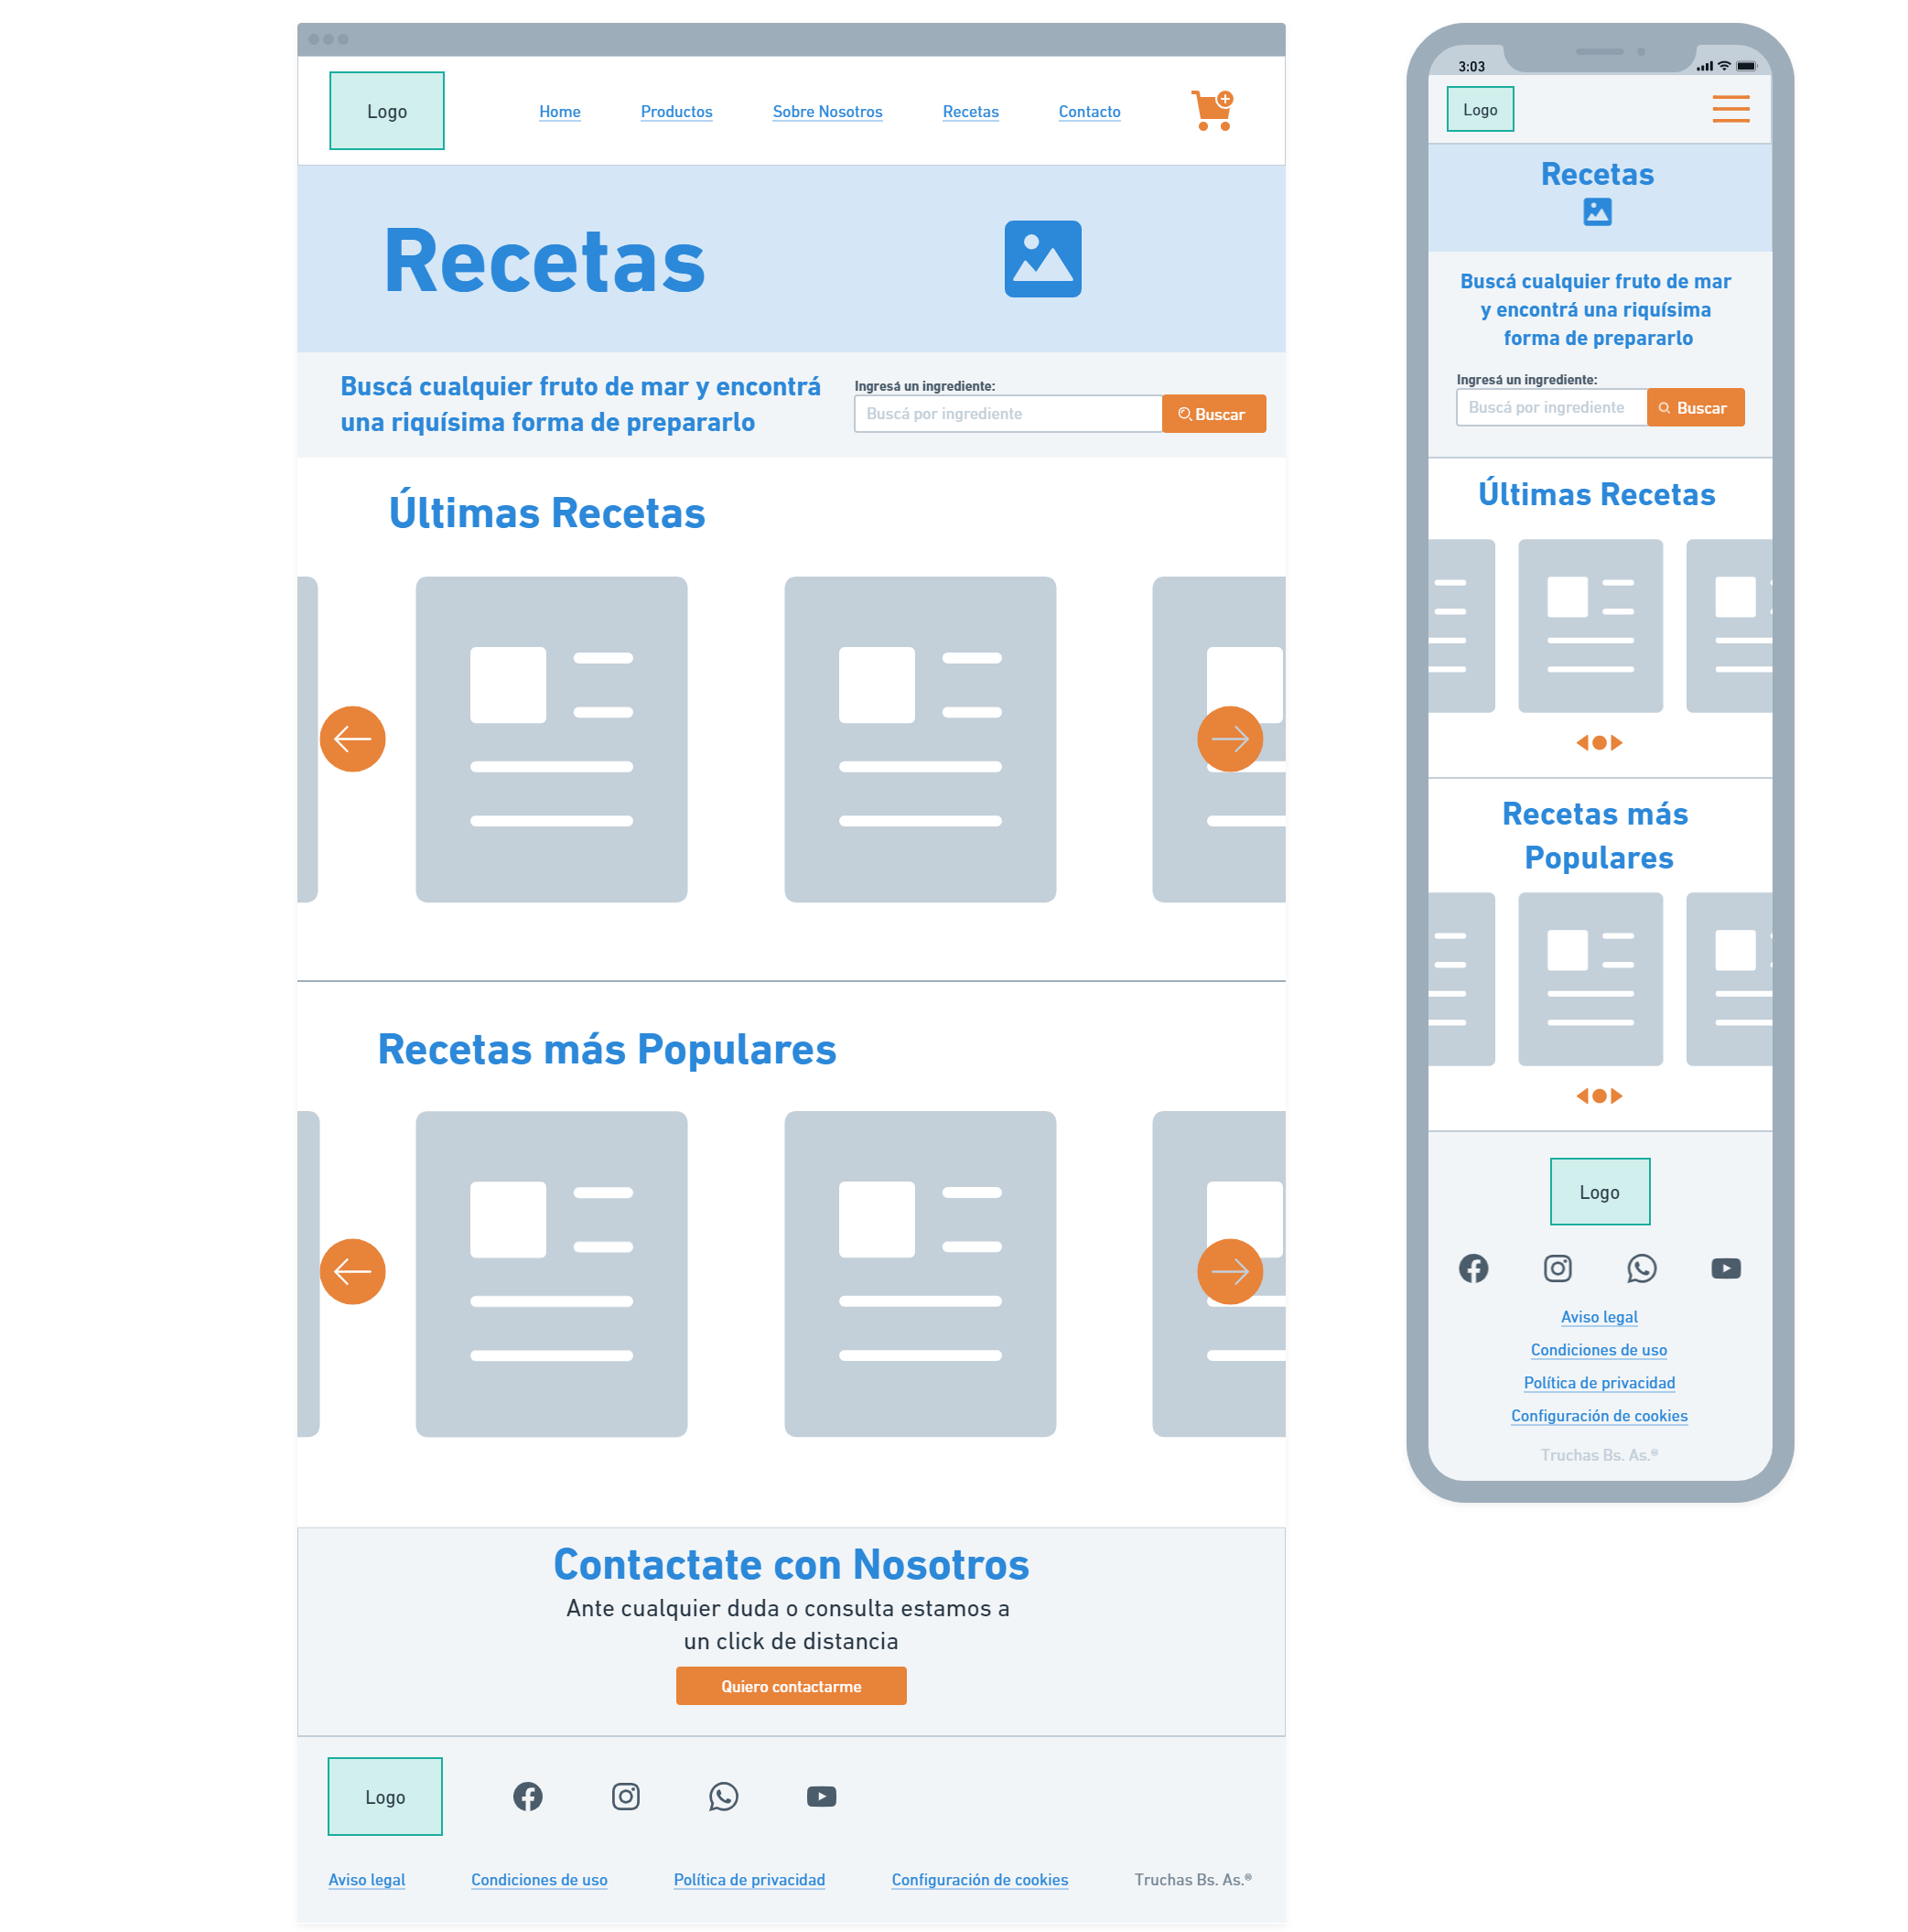 Logo
Home
Productos
Sobre Nosotros
Recetas
Contacto
Recetas
Buscá cualquier fruto de mar y encontrá
una riquísima forma de prepararlo
Ingresá un ingrediente:
Buscá por ingrediente
Buscar
Últimas Recetas
Recetas más Populares
Contactate con Nosotros
Ante cualquier duda o consulta estamos a
un click de distancia
Quiero contactarme
Logo
Aviso legal
Condiciones de uso
Política de privacidad
Configuración de cookies
Truchas Bs. As.®
3:03
Logo
Recetas
Buscá cualquier fruto de mar
y encontrá una riquísima
forma de prepararlo
Ingresá un ingrediente:
Buscá por ingrediente
Buscar
Últimas Recetas
Recetas más
Populares
Logo
Aviso legal
Condiciones de uso
Política de privacidad
Configuración de cookies
Truchas Bs. As.®